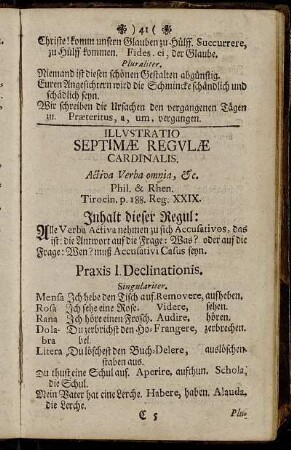 ) 41 (
Christe! komm unsern Glauben zu Hülff. Succurrere,
zu Hülff kommen. Fides. ei, der Glaube.
Pluraliter.
Niemand ist diesen schönen Gestalten abgünstig.
Euren Angesichtern wird die Schmincke schändlich und
schädlich seyn.
Wir schreiben die Ursachen den vergangenen Tägen
zu. Præteritus, a, um, vergangen.
ILLVSTRATIO
SEPTIMÆ REGVLÆ
CARDINALIS.
Activa Verba omnia, &c.
Phil. & Rhen.
Tirocin. p. 188. Reg. XXIX.
Inhalt dieser Regul:
Alle Verba Activa nehmen zu sich Accusativos, das
ist: die Antwort auf die Frage: Was? oder auf die
Frage: Wen? muß Accusativi Casus seyn.
Praxis I. Declinationis.
Singulariter.
Mensa Ich hebe den Tisch auf. Removere, aufheben.
Rosa Ich sehe eine Rose. Videre, sehen.
Rana Ich höre einen Frosch. Audire, hören.
Dola- Du zerbrichst den Ho- Frangere, zerbrechen.
bra bel.
Litera Du löschest den Buch- Delere, auslöschen.
staben aus.
Du thust eine Schul auf. Aperire, aufthun. Schola,
die Schul.
Mein Vater hat eine Lerche. Habere, haben. Alauda,
die Lerche.
C 5 Plu-